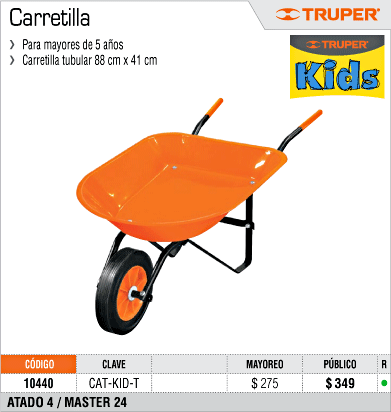 Carretilla
Para mayores de 5 años
Carretilla tubular 88 cm x 41 cm
TRUPER
TRUPER
Kids
CÓDIGO CLAVE MAYOREO PÚBLICO R
10440 CAT-KID-T $ 275 $ 349
ATADO 4 / MASTER 24